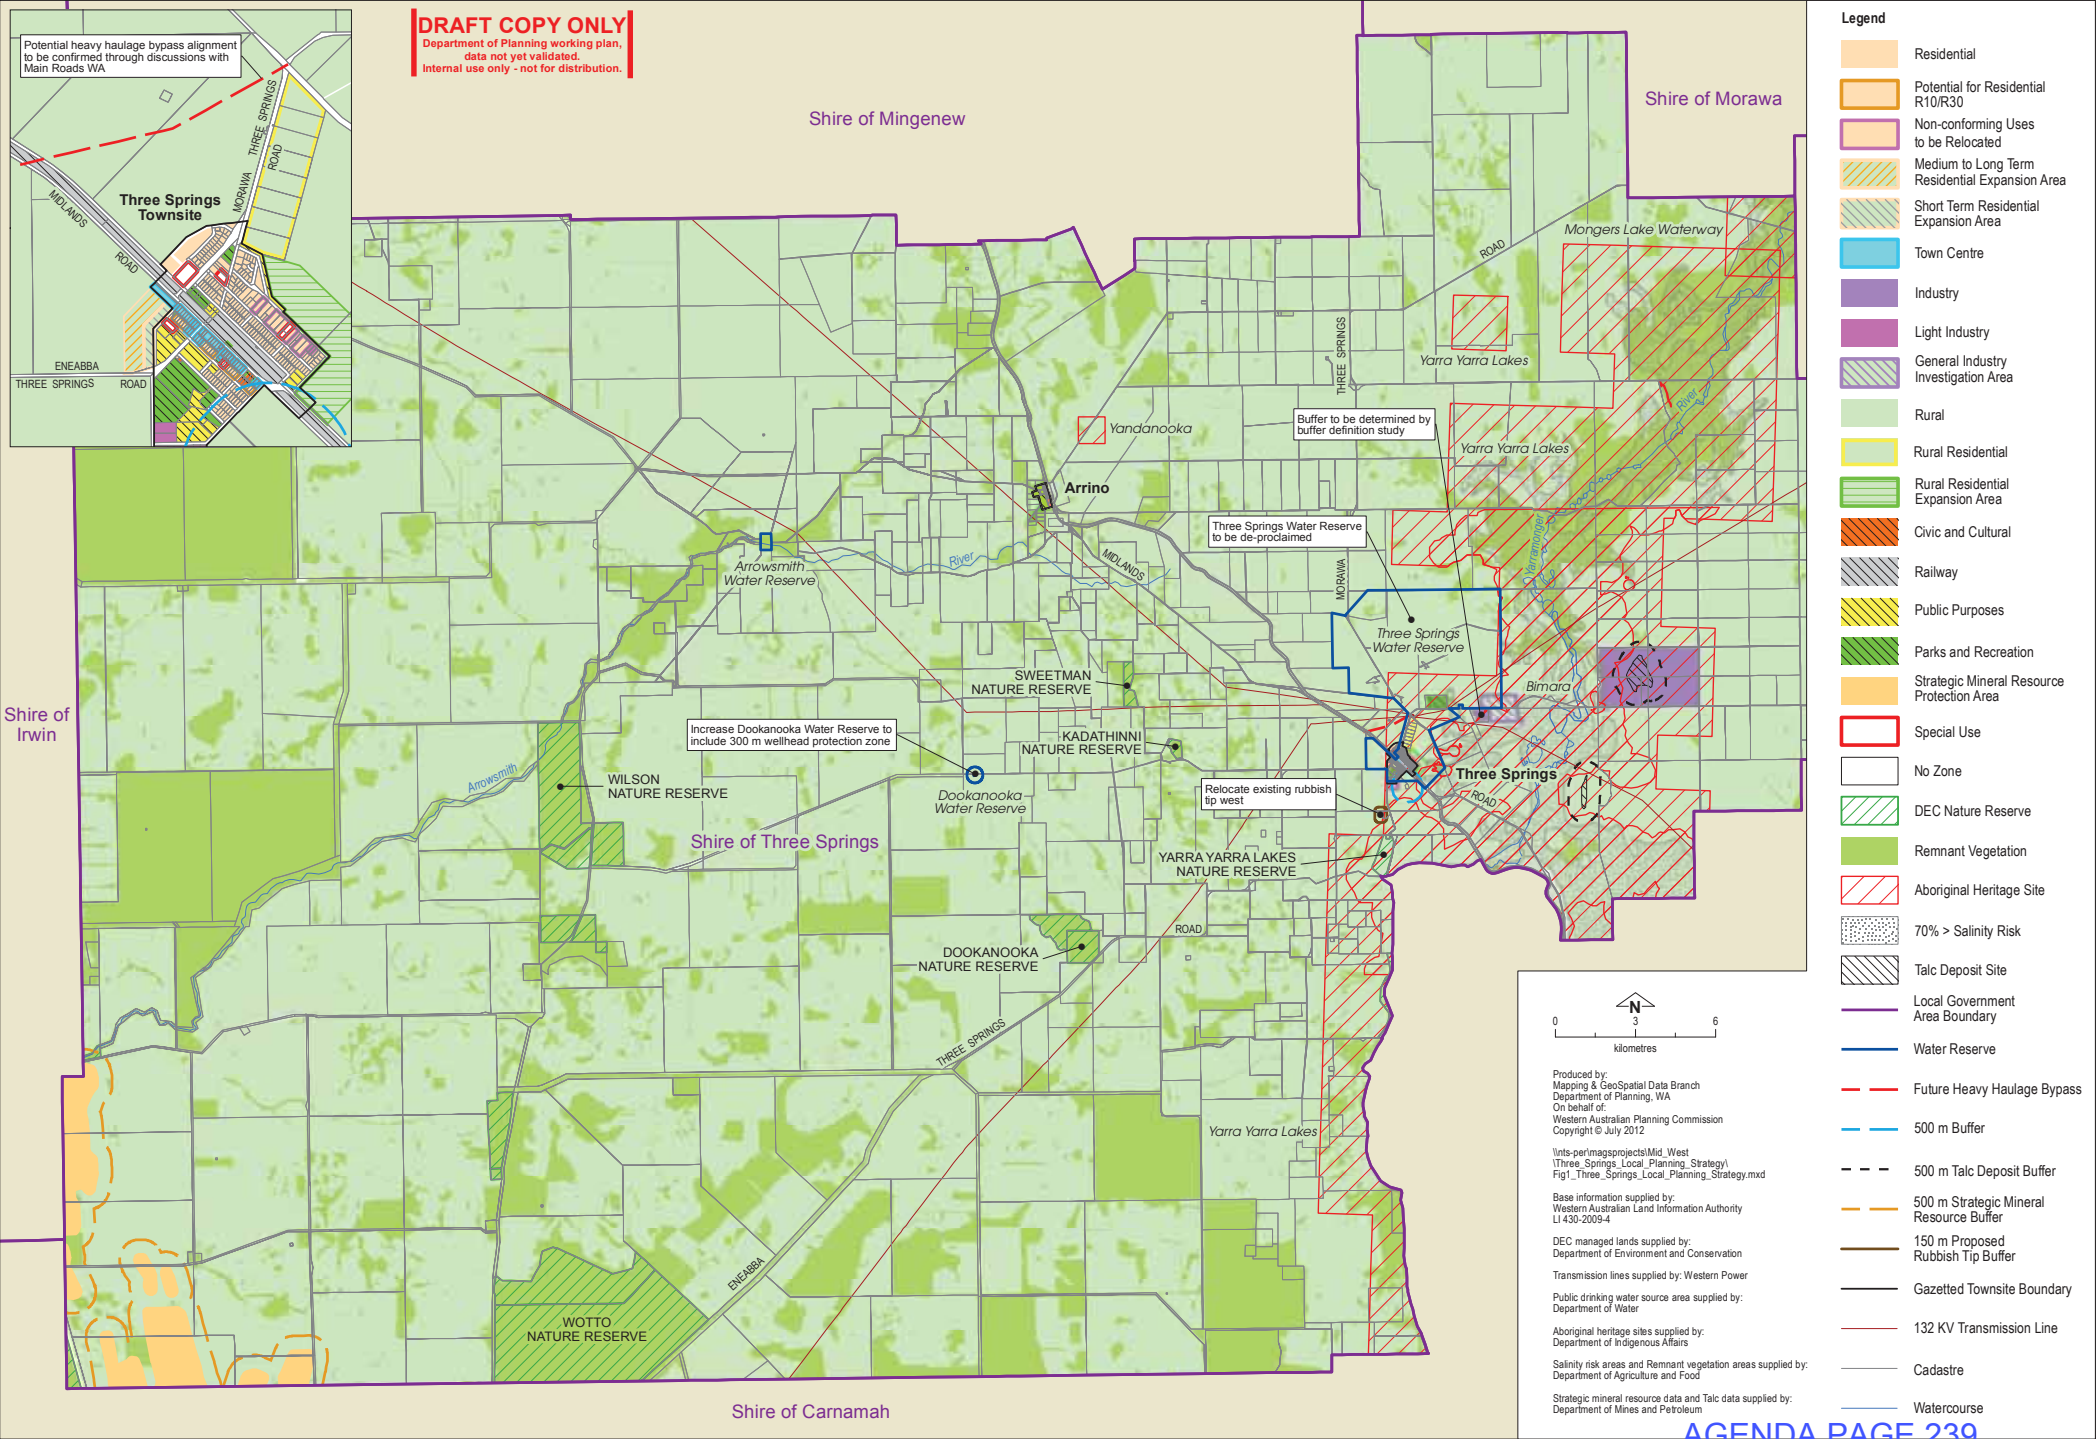 Potential heavy haulage bypass alignment
to be confirmed through discussions with
Main Roads WA
THREE SPRINGS
MORAWA
ROAD
Three Springs
Townsite
MIDLANDS
ROAD
ENEABBA
THREE SPRINGS
ROAD
DRAFT COPY ONLY
Department of Planning working plan,
data not yet validated.
Internal use only - not for distribution.
Shire of Mingenew
Shire of Morawa
Mongers Lake Waterway
ROAD
THREE SPRINGS
Yarra Yarra Lakes
River
Yandanooka
Buffer to be determined by
buffer definition study
Yarra Yarra Lakes
Arrino
Three Springs Water Reserve
to be de-proclaimed
Yarramonger
Arrowsmith
Water Reserve
River
MIDLANDS
MORAWA
Three Springs
Water Reserve
SWEETMAN
NATURE RESERVE
Bimara
Shire of
Irwin
Increase Dookanooka Water Reserve to
include 300 m wellhead protection zone
KADATHINNI
NATURE RESERVE
Three Springs
ROAD
Arrowsmith
WILSON
NATURE RESERVE
Dookanooka
Water Reserve
Relocate existing rubbish
tip west
Shire of Three Springs
YARRA YARRA LAKES
NATURE RESERVE
ROAD
DOOKANOOKA
NATURE RESERVE
THREE SPRINGS
Yarra Yarra Lakes
ENEABBA
WOTTO
NATURE RESERVE
Shire of Carnamah
N
0 3 6
kilometres
Produced by:
Mapping & GeoSpatial Data Branch
Department of Planning, WA
On behalf of:
Western Australian Planning Commission
Copyright © July 2012
\\nts-per\magsprojects\Mid_West
\Three_Springs_Local_Planning_Strategy\
Fig1_Three_Springs_Local_Planning_Strategy.mxd
Base information supplied by:
Western Australian Land Information Authority
LI 430-2009-4
DEC managed lands supplied by:
Department of Environment and Conservation
Transmission lines supplied by: Western Power
Public drinking water source area supplied by:
Department of Water
Aboriginal heritage sites supplied by:
Department of Indigenous Affairs
Salinity risk areas and Remnant vegetation areas supplied by:
Department of Agriculture and Food
Strategic mineral resource data and Talc data supplied by:
Department of Mines and Petroleum
Legend
Residential
Potential for Residential
R10/R30
Non-conforming Uses
to be Relocated
Medium to Long Term
Residential Expansion Area
Short Term Residential
Expansion Area
Town Centre
Industry
Light Industry
General Industry
Investigation Area
Rural
Rural Residential
Rural Residential
Expansion Area
Civic and Cultural
Railway
Public Purposes
Parks and Recreation
Strategic Mineral Resource
Protection Area
Special Use
No Zone
DEC Nature Reserve
Remnant Vegetation
Aboriginal Heritage Site
70% > Salinity Risk
Talc Deposit Site
Local Government
Area Boundary
Water Reserve
Future Heavy Haulage Bypass
500 m Buffer
500 m Talc Deposit Buffer
500 m Strategic Mineral
Resource Buffer
150 m Proposed
Rubbish Tip Buffer
Gazetted Townsite Boundary
132 KV Transmission Line
Cadastre
Watercourse
AGENDA PAGE 239